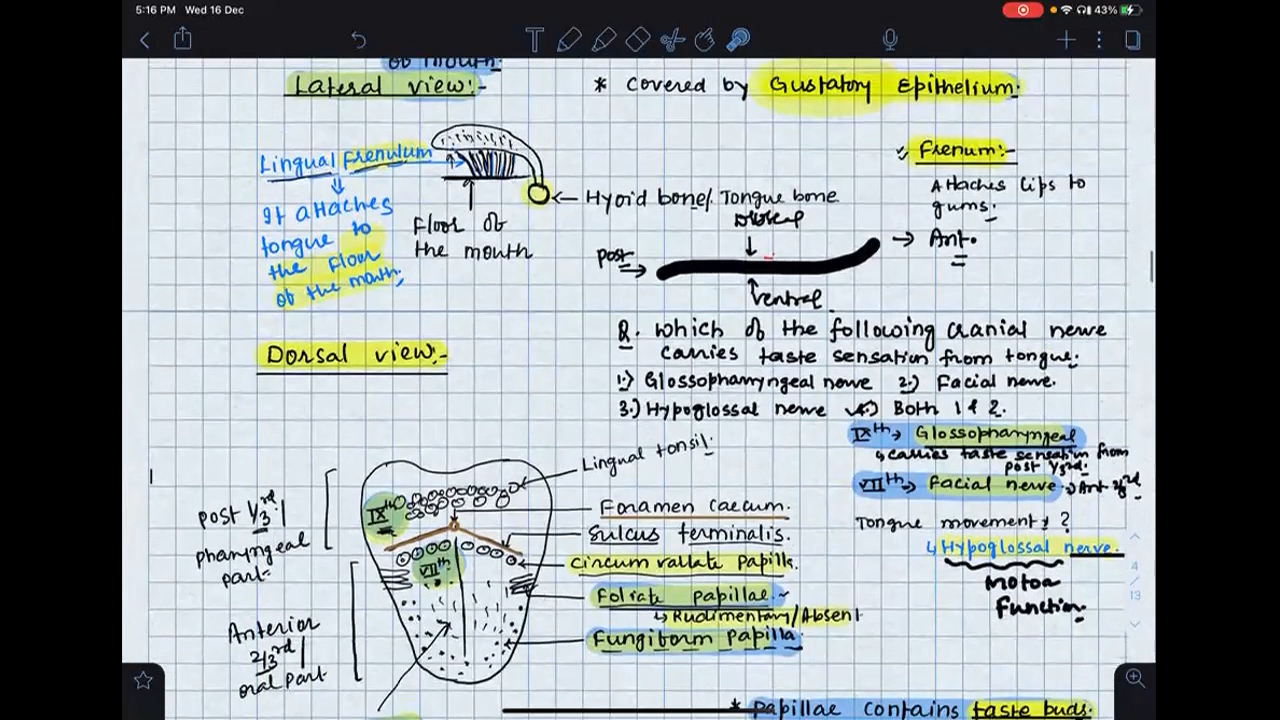 5:16 PM Wed 16 Dec
43%
of mouth.
Lateral view:-
* Covered by Gustatory Epithelium.
Lingual frenulum
It attaches
tongue to
the floor
of the mouth.
Floor of
the mouth
Hyoid bone/ Tongue bone
✓ Frenum:-
Attaches lips to
gums.
Dorsal
post
Ant.
Ventral
Q. which of the following cranial nerve
carries taste sensation from tongue.
1.) Glossopharyngeal nerve 2.) Facial nerve.
3.) Hypoglossal nerve 4.) Both 1 & 2.
IXth → Glossopharyngeal
↳ carries taste sensation from
post 1/3rd.
VIIth → Facial nerve → Ant 2/3rd
Tongue movement ?
↳ Hypoglossal nerve.
Motor
Function.
Dorsal view:-
Lingual tonsil.
Foramen caecum.
Sulcus terminalis.
Circum vallate papilla.
Foliate papillae
↳ Rudimentary/Absent
Fungiform papilla
IXth
VIIth
post 1/3rd /
pharyngeal
part
Anterior
2/3rd /
oral part
4
/
13
* papillae contains taste buds.